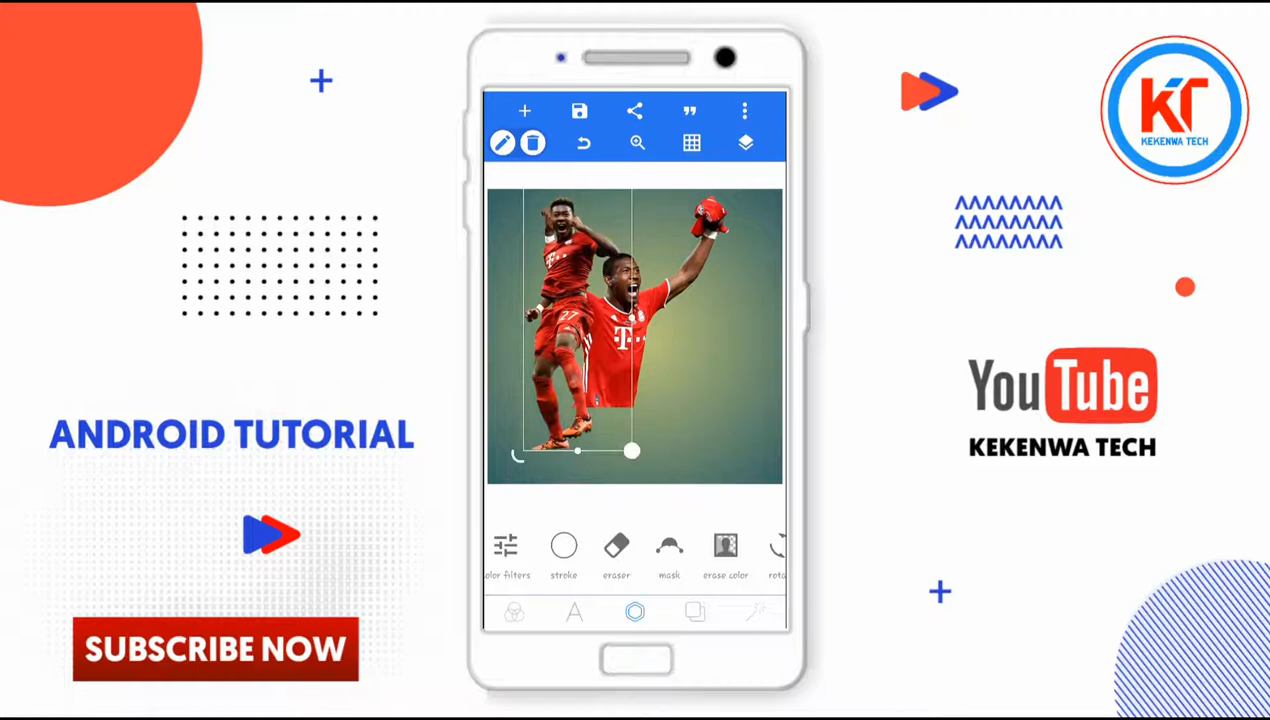 KT
KEKENWA TECH
T
27
T
ANDROID TUTORIAL
YouTube
KEKENWA TECH
olor filters
stroke
eraser
mask
erase color
rota
A
SUBSCRIBE NOW